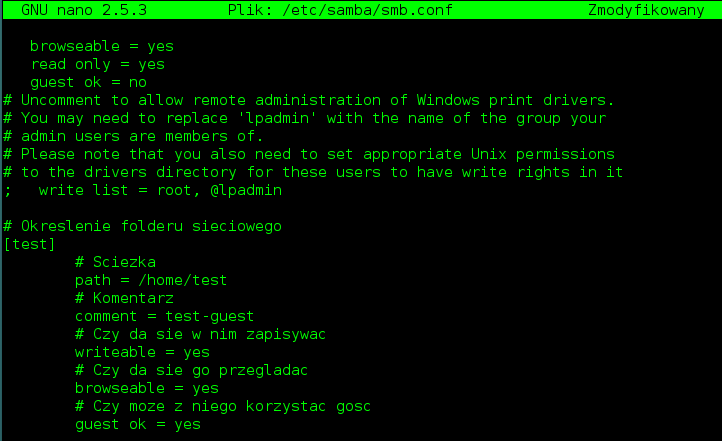 GNU nano 2.5.3 Plik: /etc/samba/smb.conf Zmodyfikowany
browseable = yes
read only = yes
guest ok = no
# Uncomment to allow remote administration of Windows print drivers.
# You may need to replace 'lpadmin' with the name of the group your
# admin users are members of.
# Please note that you also need to set appropriate Unix permissions
# to the drivers directory for these users to have write rights in it
;   write list = root, @lpadmin
# Okreslenie folderu sieciowego
[test]
# Sciezka
path = /home/test
# Komentarz
comment = test-guest
# Czy da sie w nim zapisywac
writeable = yes
# Czy da sie go przegladac
browseable = yes
# Czy moze z niego korzystac gosc
guest ok = yes